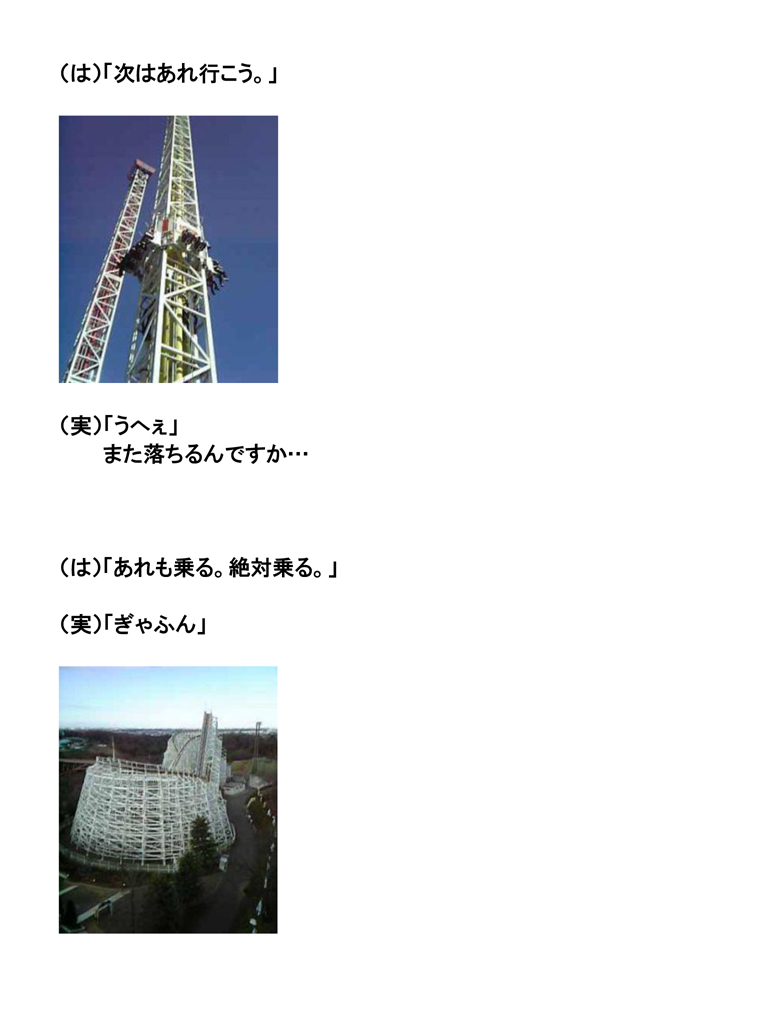 (は)「次はあれ行こう。」
(実)「うへぇ」
また落ちるんですか…
(は)「あれも乗る。絶対乗る。」
(実)「ぎゃふん」